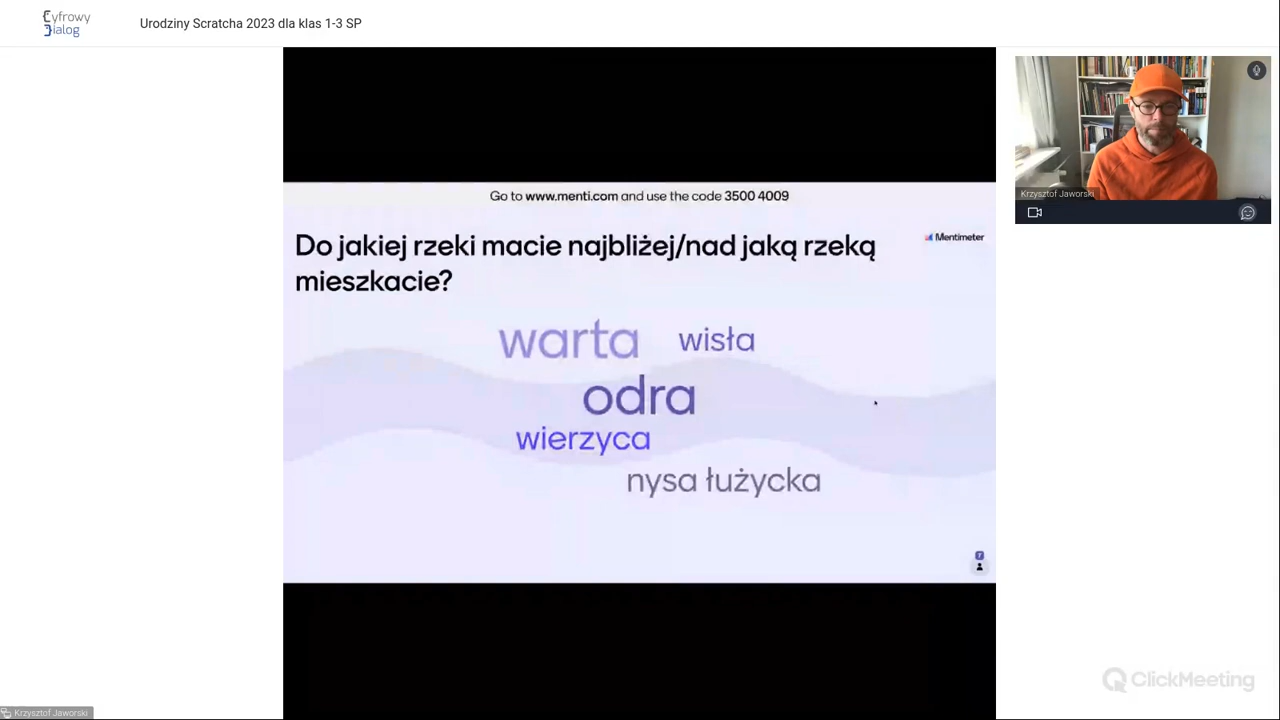 Cyfrowy
Dialog
Urodziny Scratcha 2023 dla klas 1-3 SP
Go to www.menti.com and use the code 3500 4009
Do jakiej rzeki macie najbliżej/nad jaką rzeką
mieszkacie?
Mentimeter
warta
wisła
odra
wierzyca
nysa łużycka
7
Krzysztof Jaworski
ClickMeeting
Krzysztof Jaworski